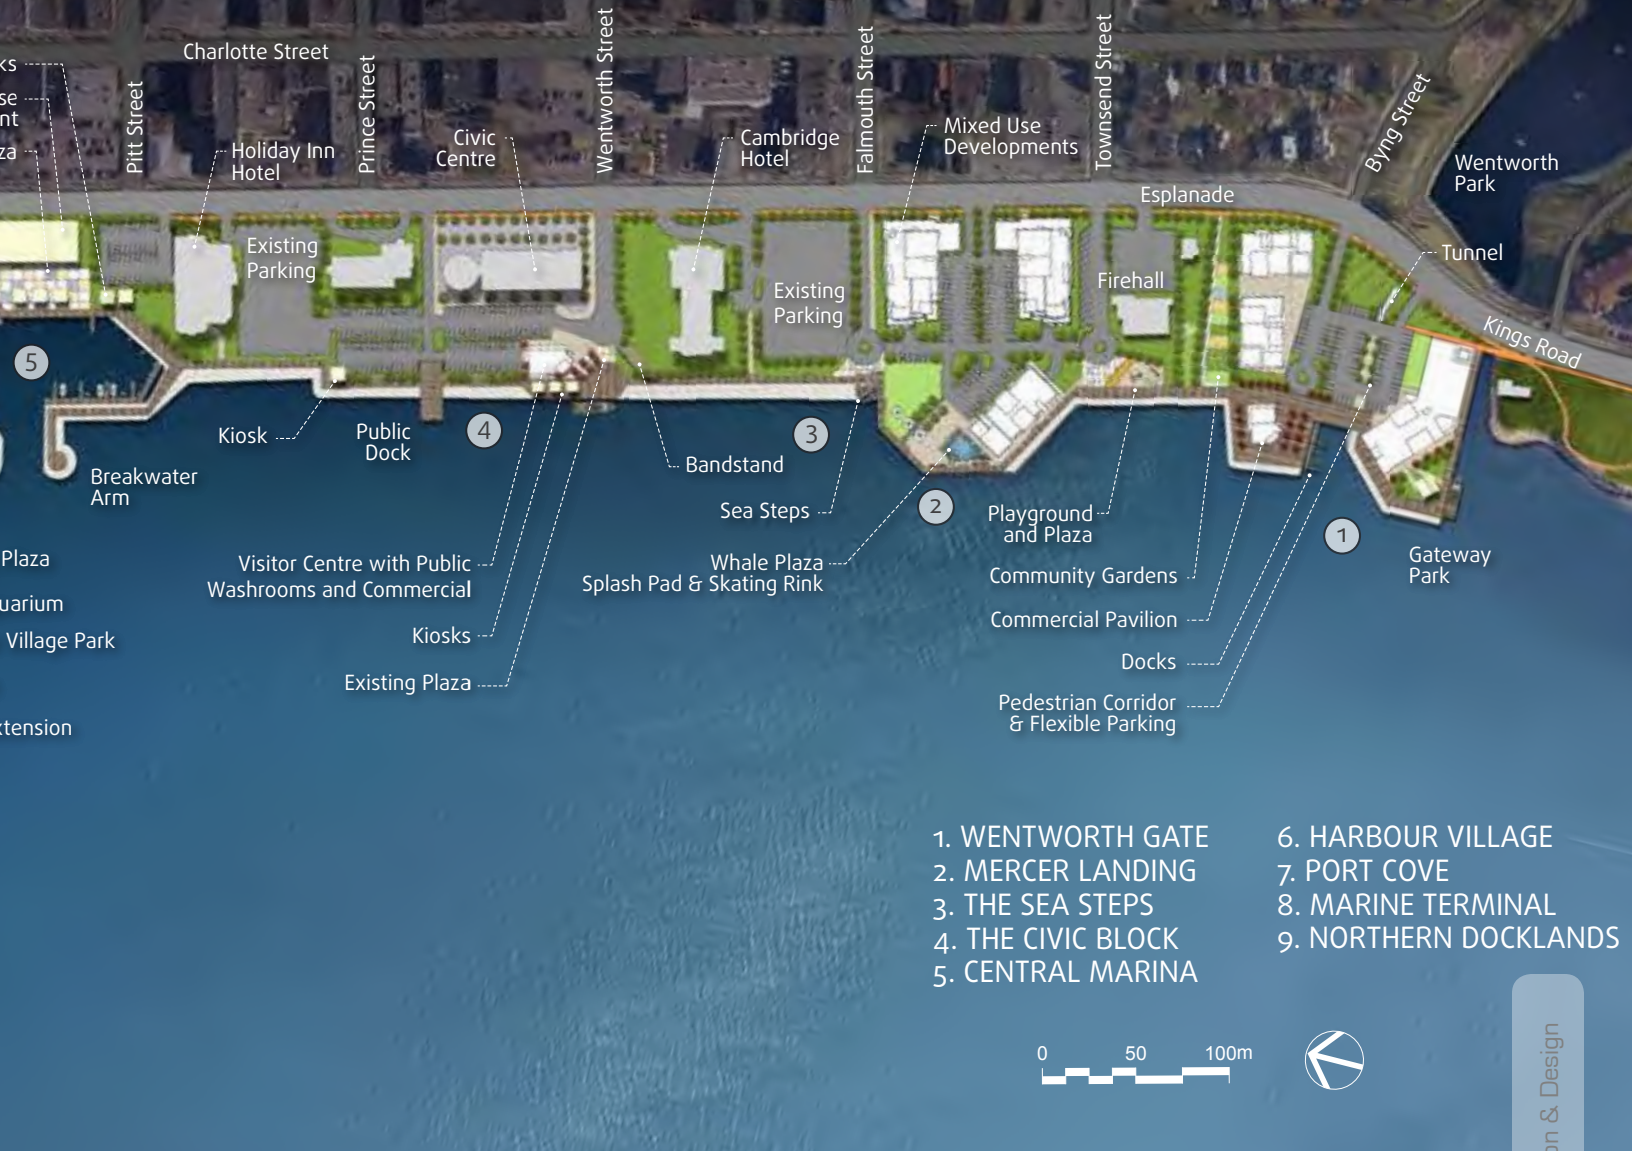 Charlotte Street
Pitt Street
Prince Street
Wentworth Street
Falmouth Street
Townsend Street
Byng Street
Wentworth
Park
Holiday Inn
Hotel
Civic
Centre
Cambridge
Hotel
Mixed Use
Developments
Esplanade
Tunnel
Kings Road
Existing
Parking
Existing
Parking
Firehall
5
4
3
2
1
Kiosk
Public
Dock
Breakwater
Arm
Bandstand
Sea Steps
Whale Plaza
Splash Pad & Skating Rink
Playground
and Plaza
Community Gardens
Commercial Pavilion
Docks
Pedestrian Corridor
& Flexible Parking
Gateway
Park
Visitor Centre with Public
Washrooms and Commercial
Kiosks
Existing Plaza
Plaza
Village Park
1. WENTWORTH GATE
2. MERCER LANDING
3. THE SEA STEPS
4. THE CIVIC BLOCK
5. CENTRAL MARINA
6. HARBOUR VILLAGE
7. PORT COVE
8. MARINE TERMINAL
9. NORTHERN DOCKLANDS
0 50 100m
& Design